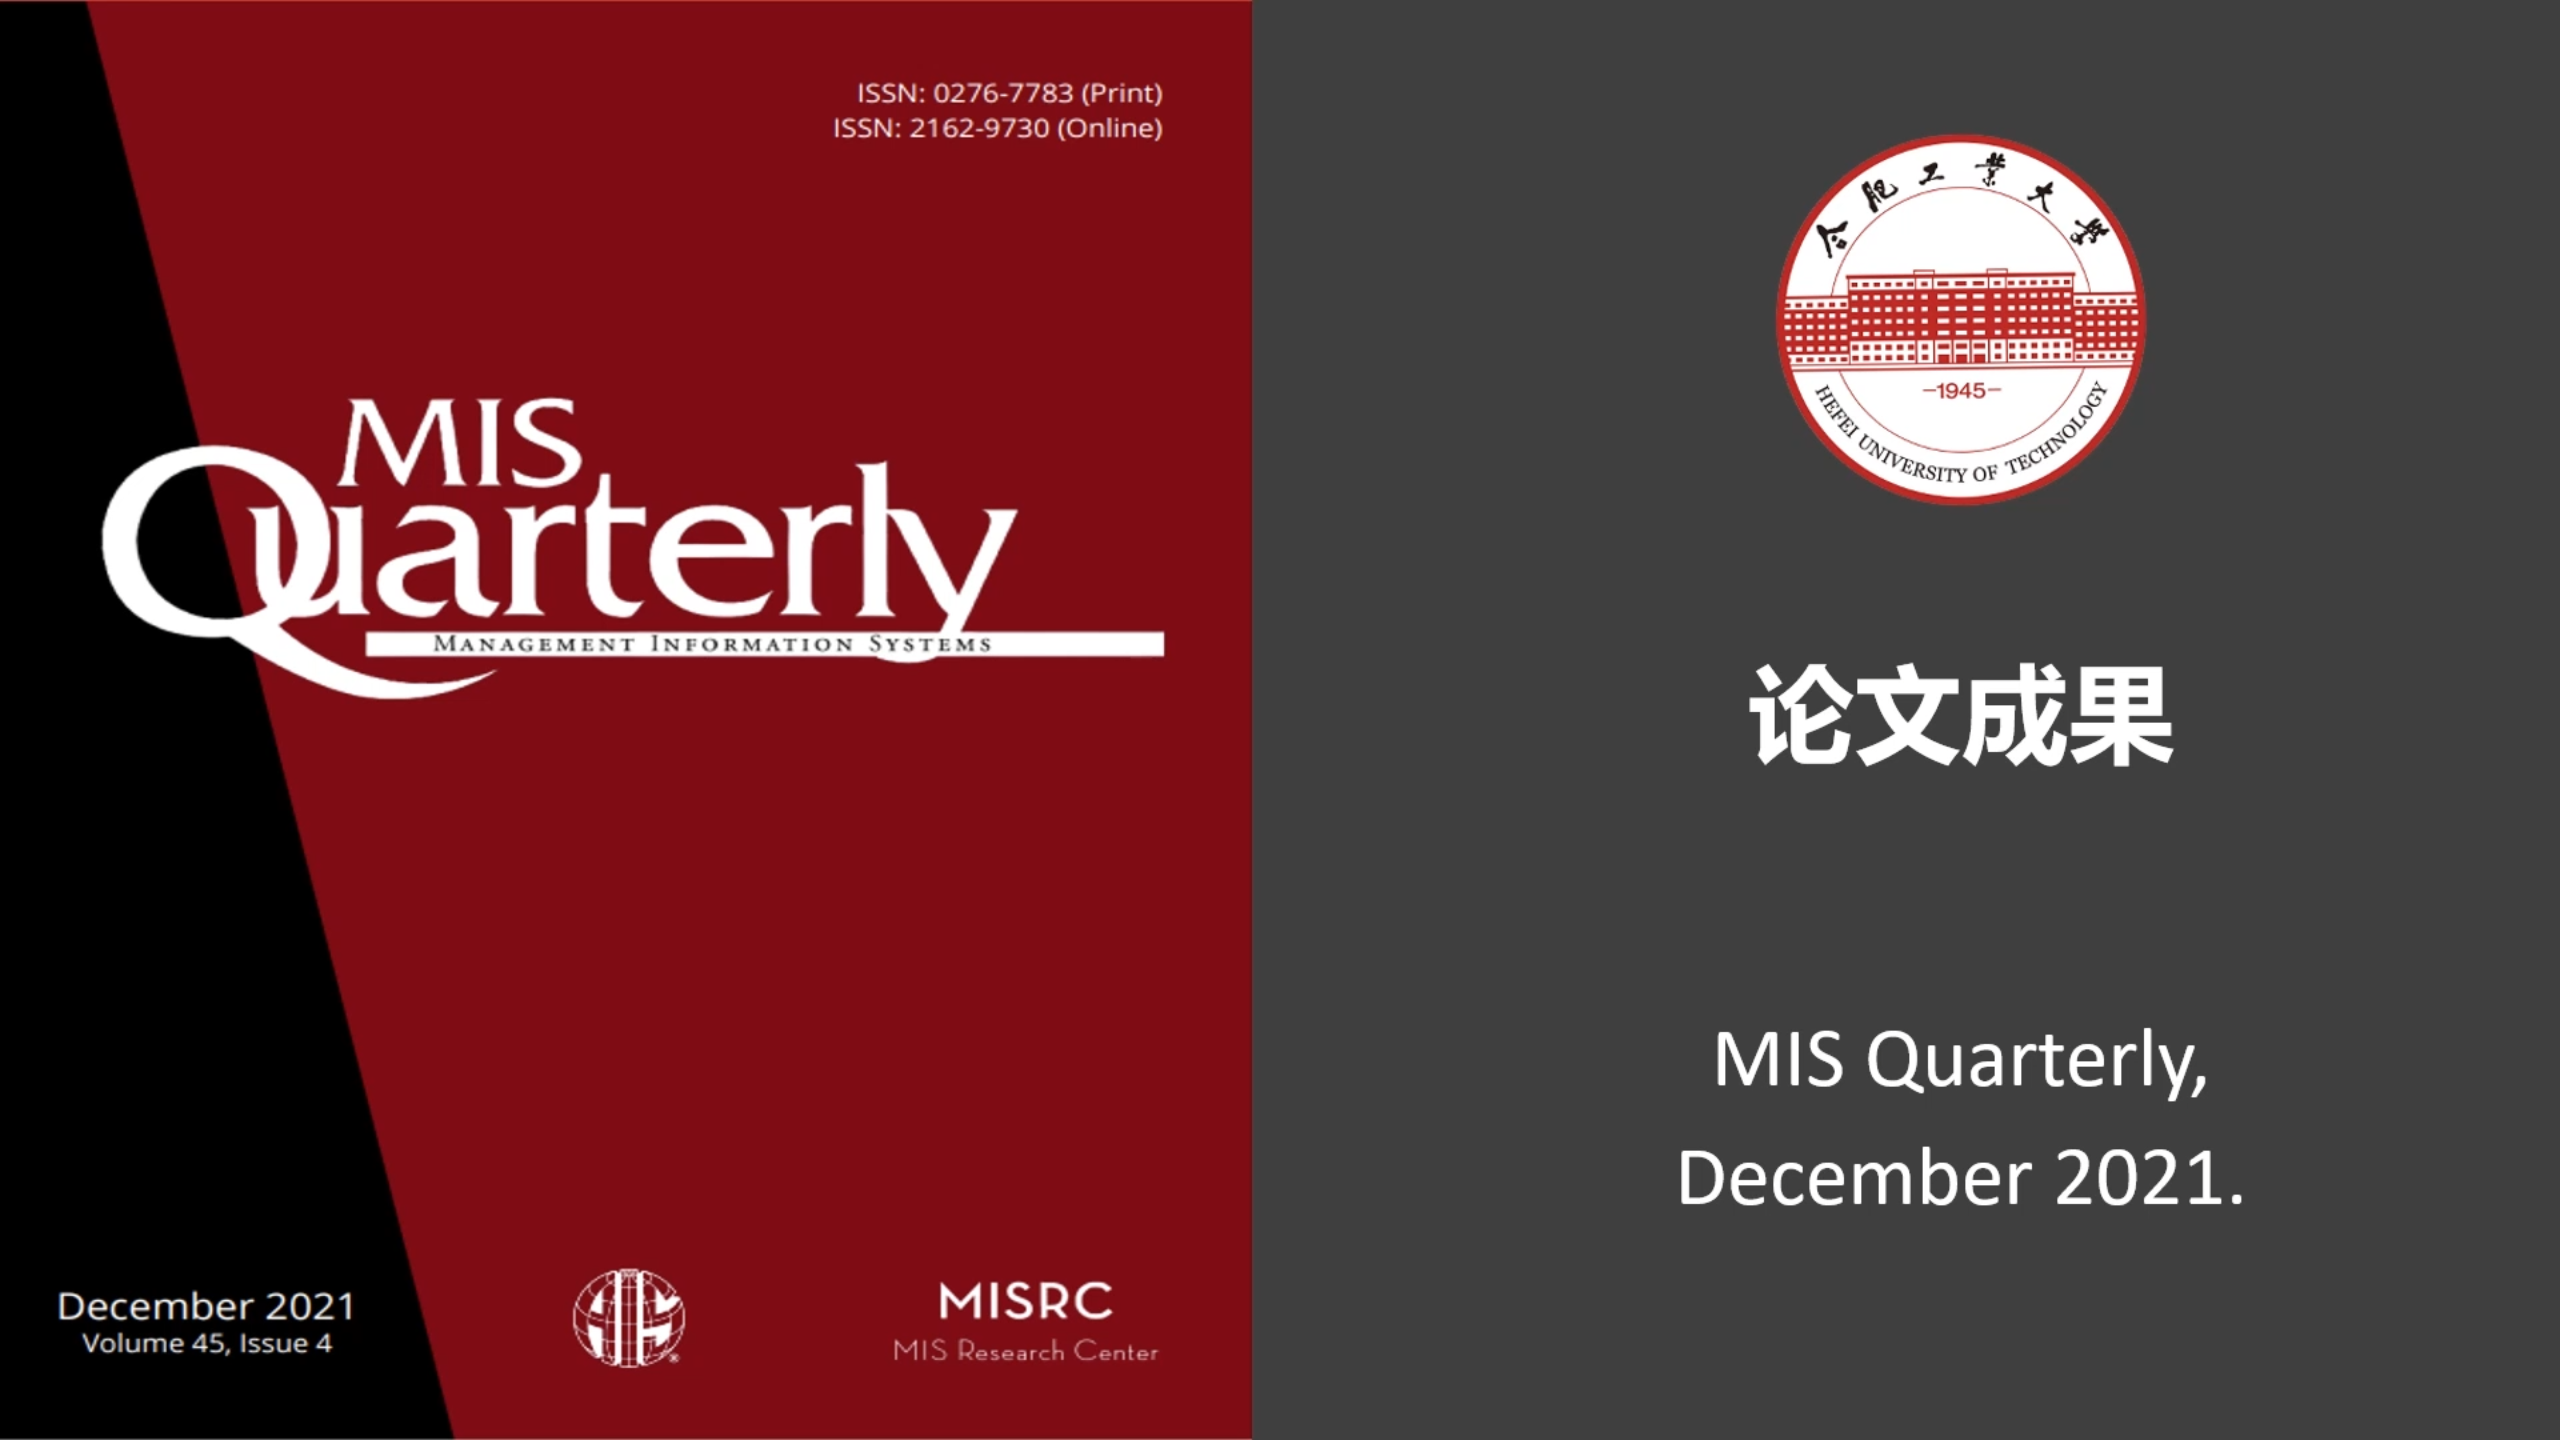 ISSN: 0276-7783 (Print)
ISSN: 2162-9730 (Online)
MIS
Quarterly
MANAGEMENT INFORMATION SYSTEMS
December 2021
Volume 45, Issue 4
MISRC
MIS Research Center
合肥工業大學
-1945-
HEFEI UNIVERSITY OF TECHNOLOGY
论文成果
MIS Quarterly,
December 2021.